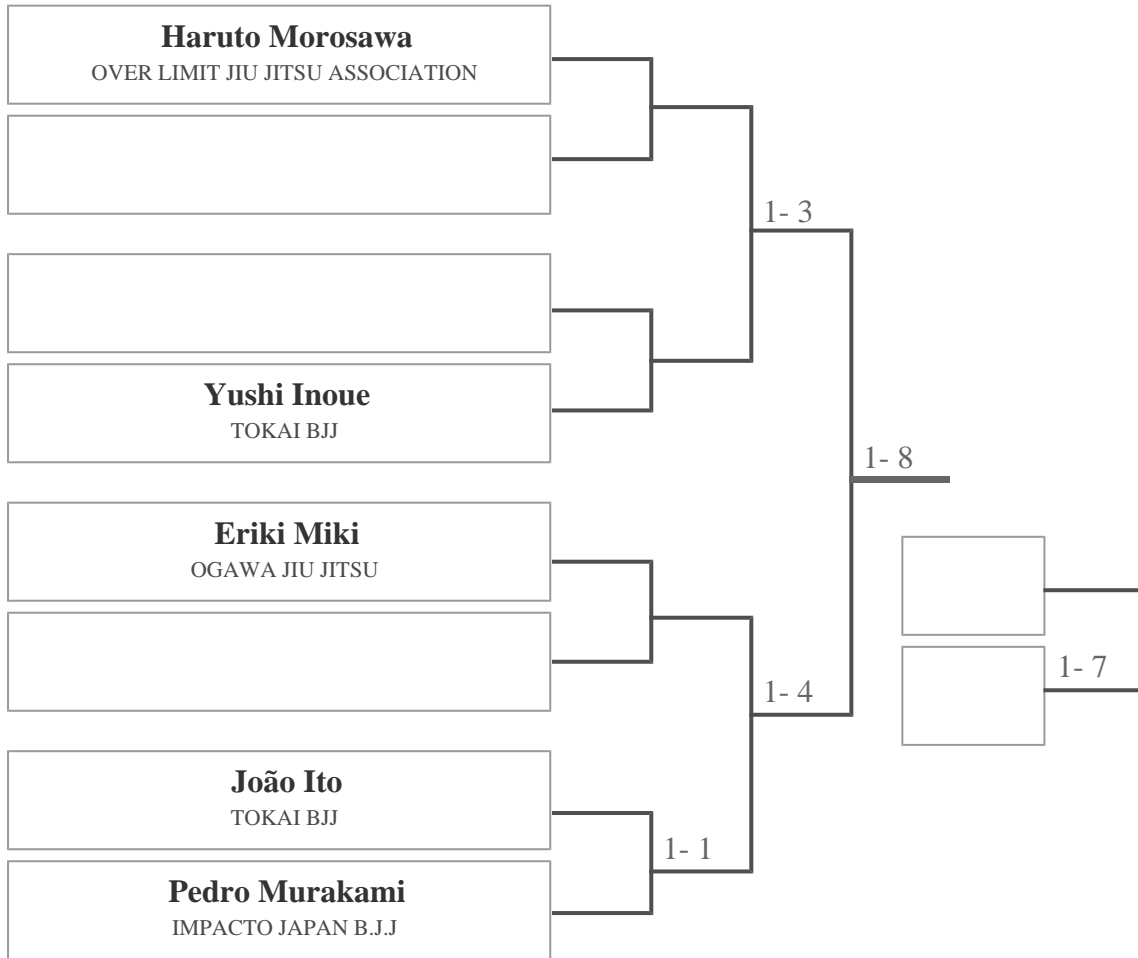 Haruto Morosawa
OVER LIMIT JIU JITSU ASSOCIATION
1- 3
Yushi Inoue
TOKAI BJJ
1- 8
Eriki Miki
OGAWA JIU JITSU
1- 7
1- 4
João Ito
TOKAI BJJ
1- 1
Pedro Murakami
IMPACTO JAPAN B.J.J